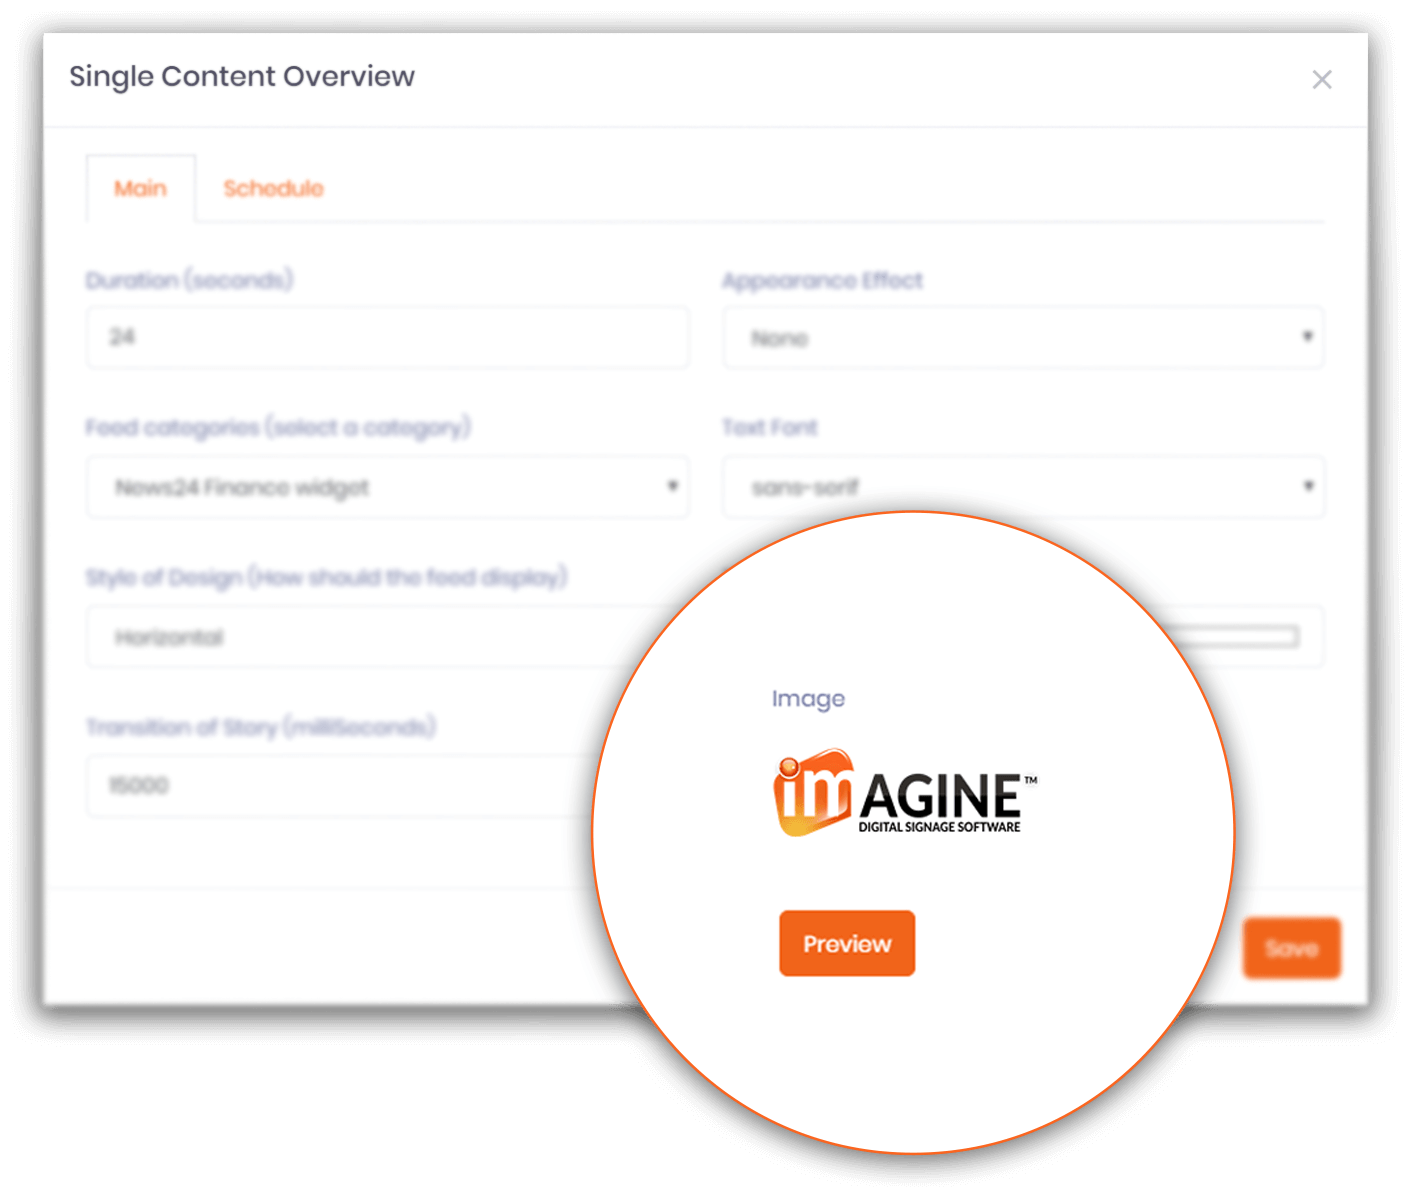 Single Content Overview
×
Main Schedule
Duration (seconds) Appearance Effect
24 None
Feed categories (select a category) Text Font
News24 Finance widget sans-serif
Style of Design (How should the feed display)
Horizontal
Image
Transition of Story (milliSeconds)
15000
imAGINE™
DIGITAL SIGNAGE SOFTWARE
Preview
Save